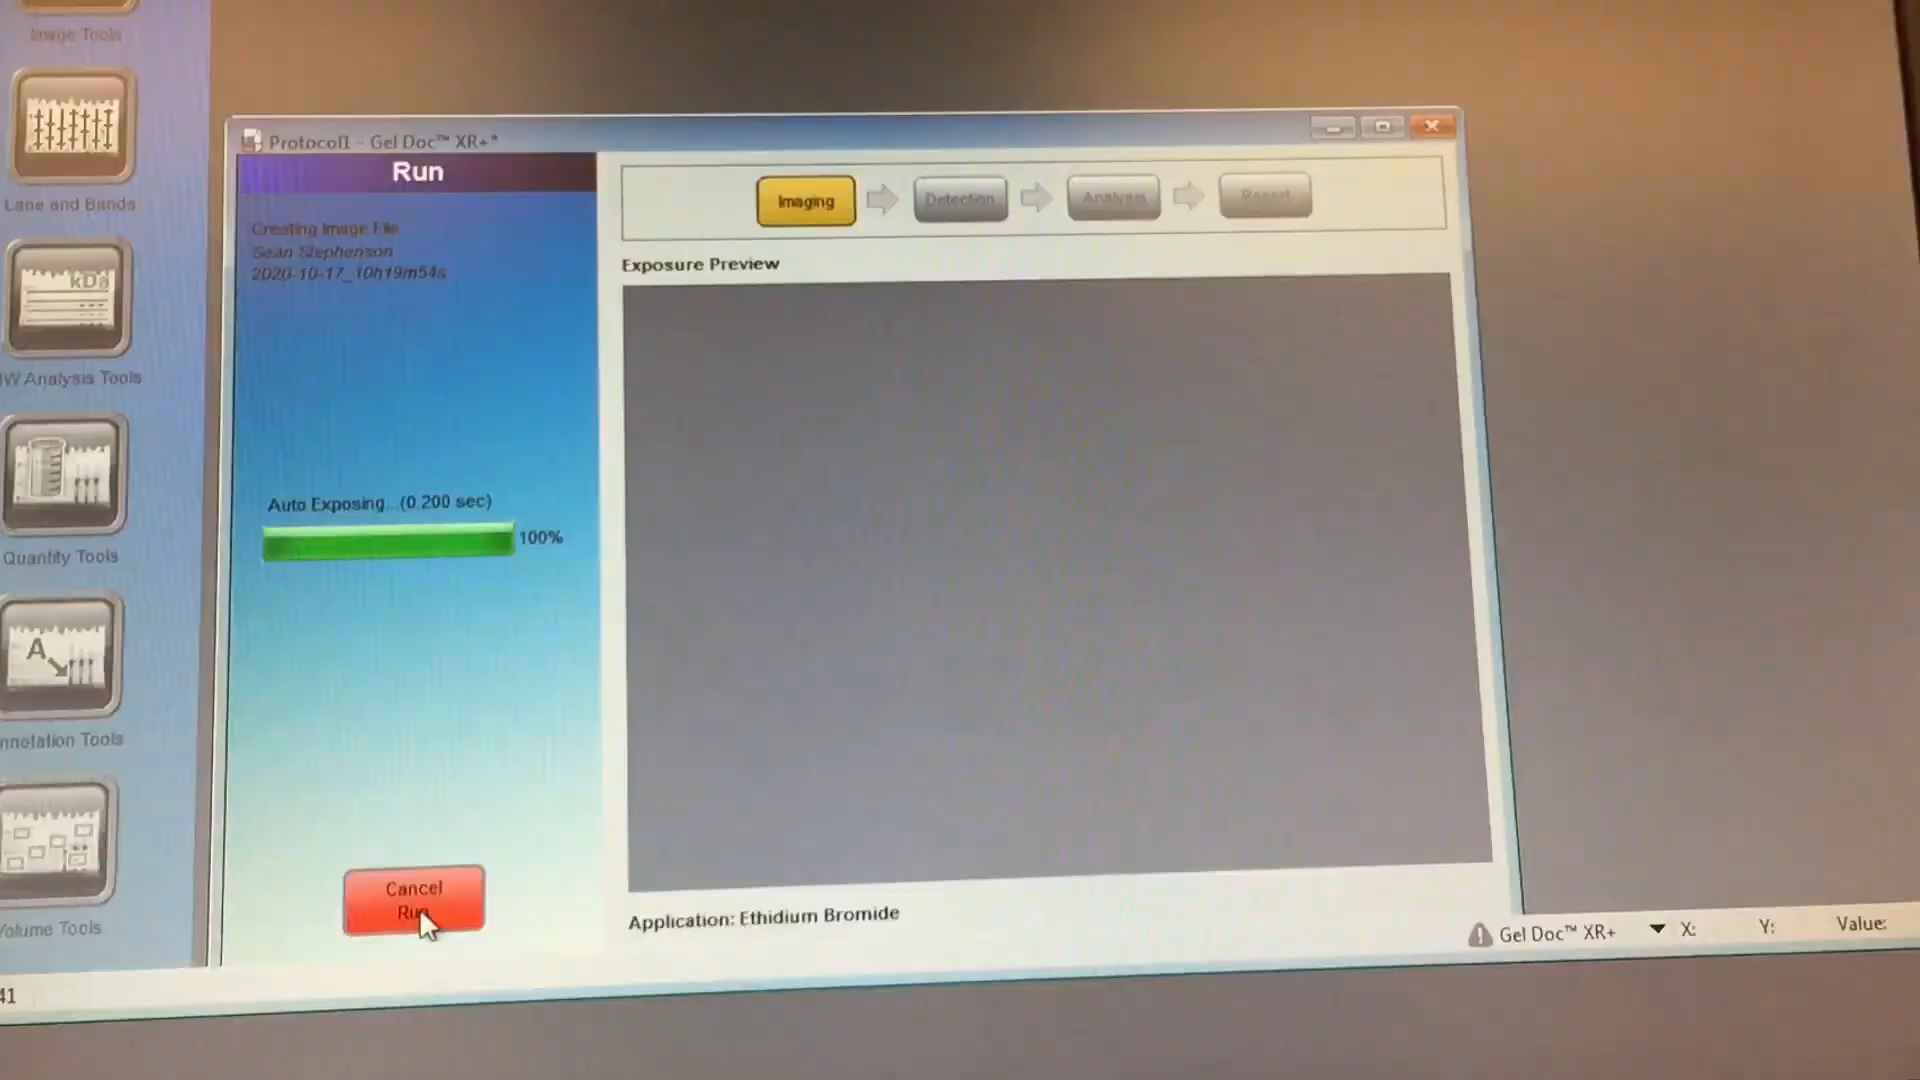 Image Tools
Lane and Bands
kDa
MW Analysis Tools
Quantity Tools
A
Annotation Tools
Volume Tools
41
Protocol1 - Gel Doc™ XR+*
Run
Creating Image File
Sean Stephenson
2020-10-17_10h19m54s
Auto Exposing...(0.200 sec)
100%
Cancel
Run
Imaging
Detection
Analysis
Report
Exposure Preview
Application: Ethidium Bromide
Gel Doc™ XR+
X:
Y:
Value: